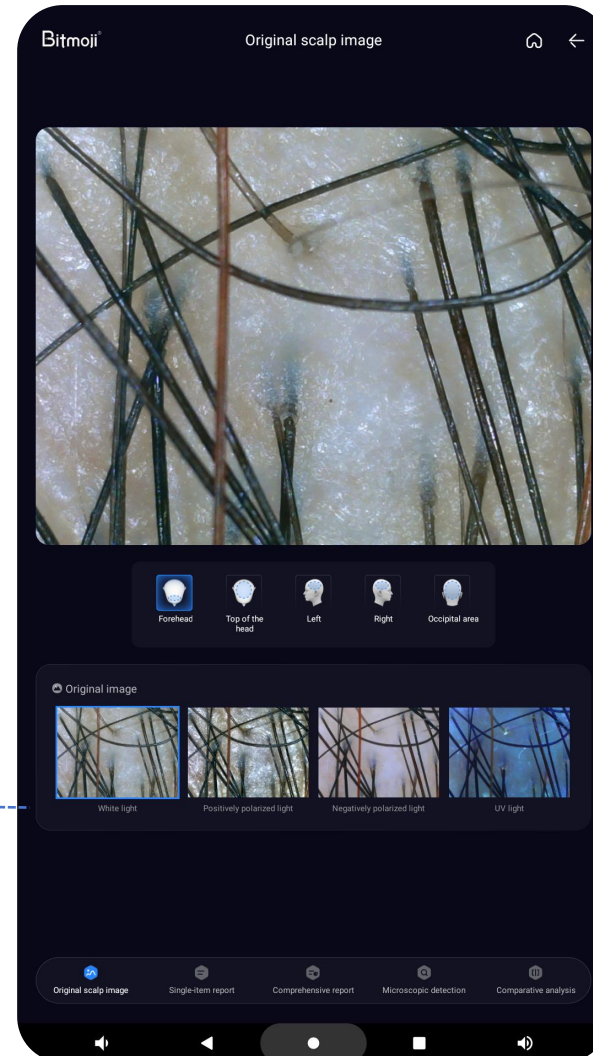 Bitmoji®
Original scalp image
Forehead
Top of the
head
Left
Right
Occipital area
Original image
White light
Positively polarized light
Negatively polarized light
UV light
Original scalp image
Single-item report
Comprehensive report
Microscopic detection
Comparative analysis